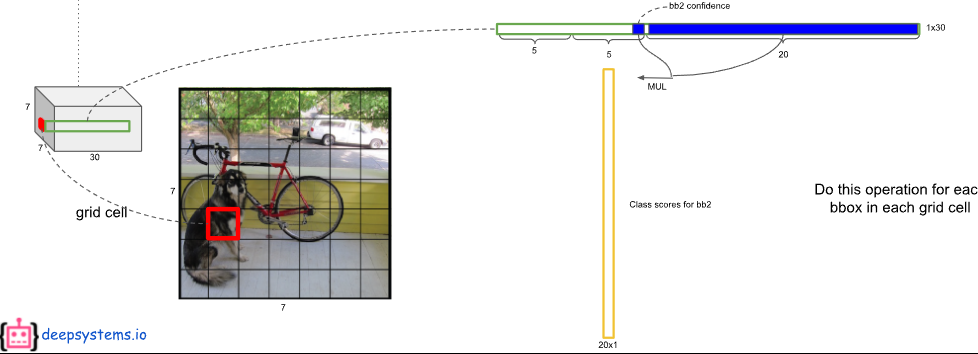 bb2 confidence
1x30
5
5
20
MUL
7
7
30
7
grid cell
Class scores for bb2
Do this operation for eac
bbox in each grid cell
7
deepsystems.io
20x1